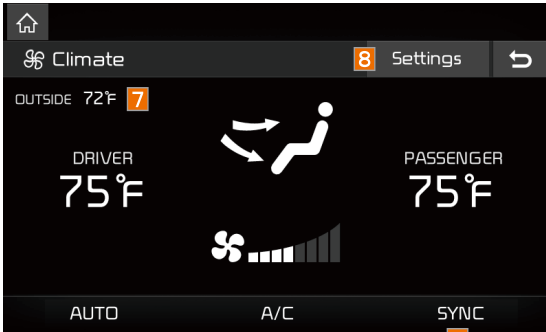 Climate
8 Settings
OUTSIDE 72°F 7
DRIVER
75°F
PASSENGER
75°F
AUTO A/C SYNC